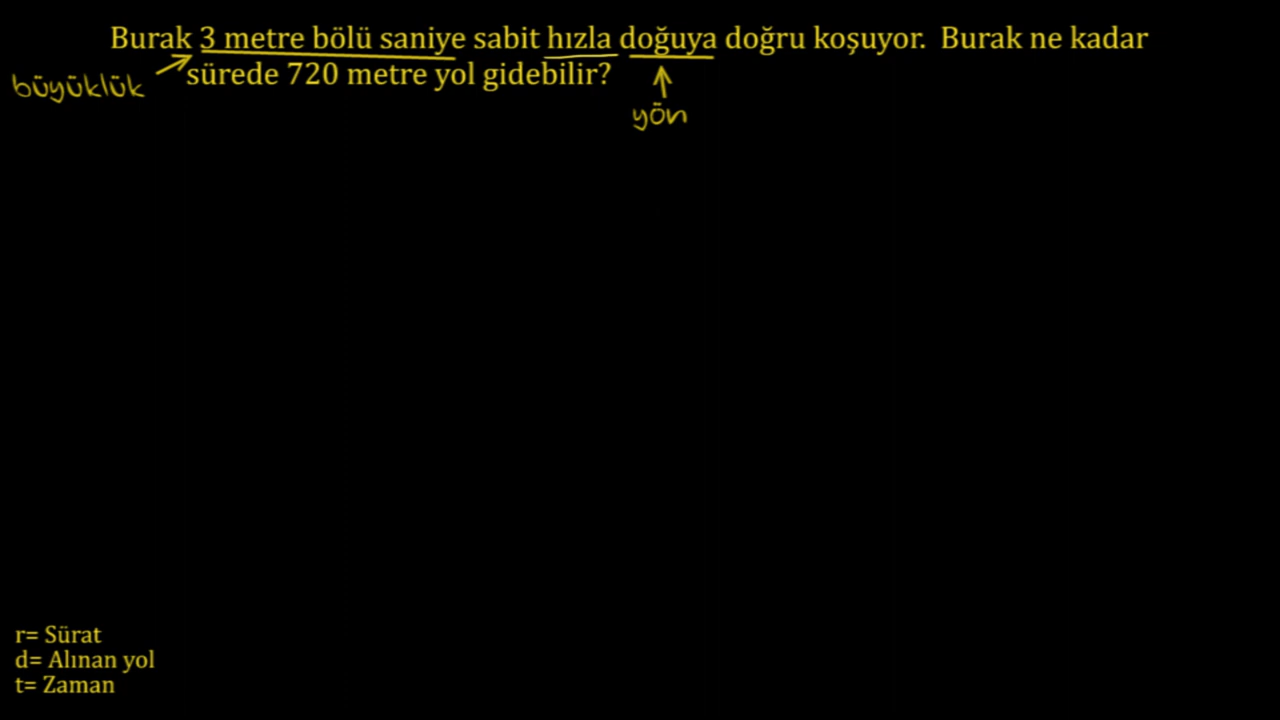 Burak 3 metre bölü saniye sabit hızla doğuya doğru koşuyor.  Burak ne kadar
sürede 720 metre yol gidebilir?
büyüklük
yön
r= Sürat
d= Alınan yol
t= Zaman